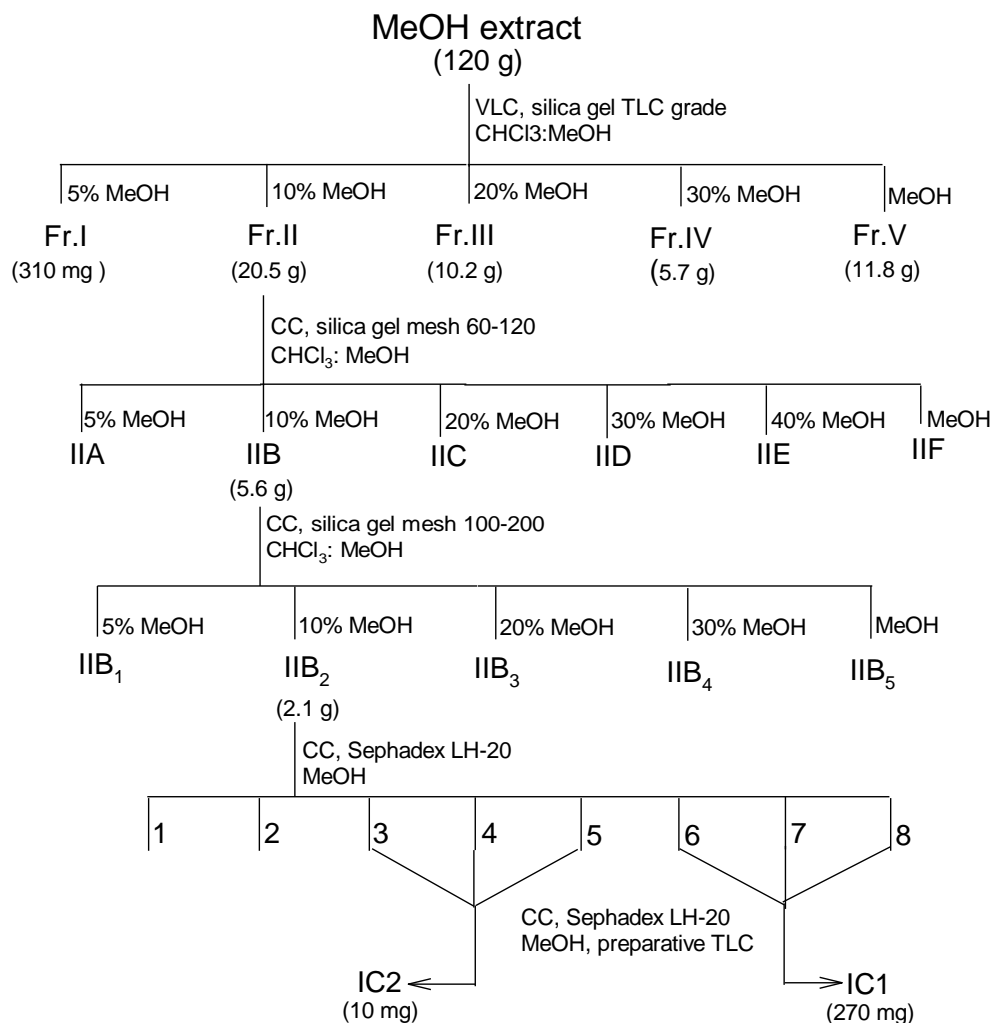 MeOH extract
(120 g)
VLC, silica gel TLC grade
CHCl3:MeOH
5% MeOH
10% MeOH
20% MeOH
30% MeOH
MeOH
Fr.I
Fr.II
Fr.III
Fr.IV
Fr.V
(310 mg )
(20.5 g)
(10.2 g)
(5.7 g)
(11.8 g)
CC, silica gel mesh 60-120
CHCl₃: MeOH
5% MeOH
10% MeOH
20% MeOH
30% MeOH
40% MeOH
MeOH
IIA
IIB
IIC
IID
IIE
IIF
(5.6 g)
CC, silica gel mesh 100-200
CHCl₃: MeOH
5% MeOH
10% MeOH
20% MeOH
30% MeOH
MeOH
IIB₁
IIB₂
IIB₃
IIB₄
IIB₅
(2.1 g)
CC, Sephadex LH-20
MeOH
1
2
3
4
5
6
7
8
CC, Sephadex LH-20
MeOH, preparative TLC
IC2
(10 mg)
IC1
(270 mg)